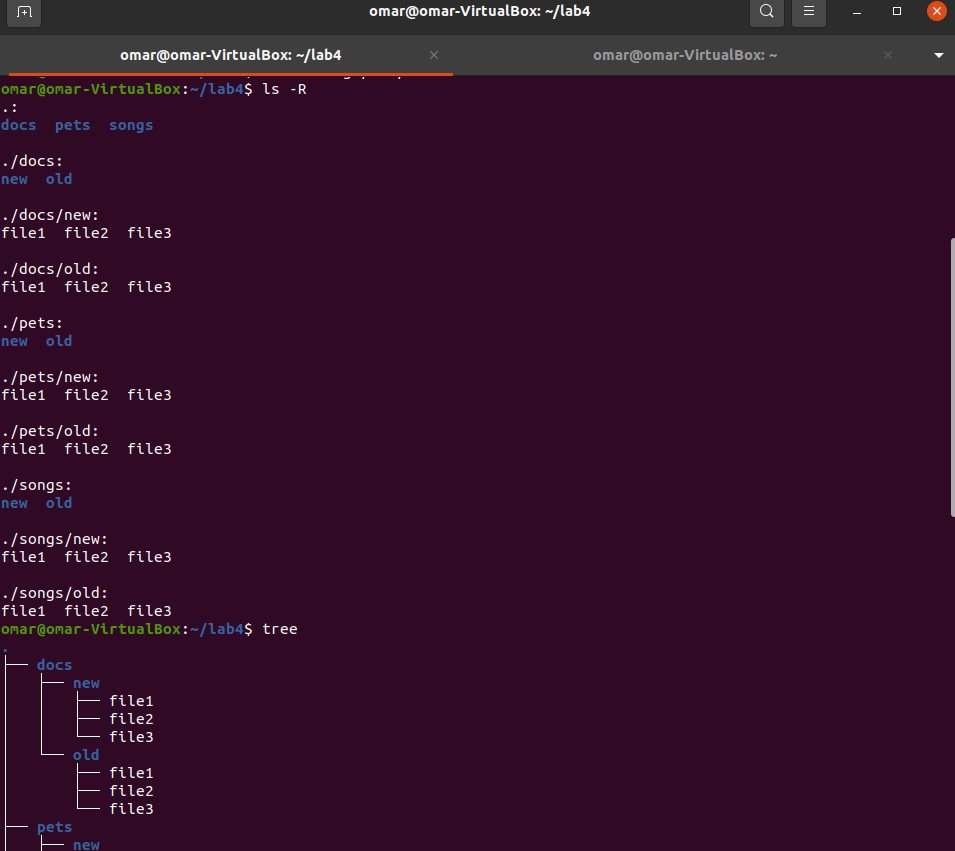 omar@omar-VirtualBox: ~/lab4
omar@omar-VirtualBox: ~/lab4
omar@omar-VirtualBox: ~
omar@omar-VirtualBox:~/lab4$ ls -R
.:
docs  pets  songs
./docs:
new  old
./docs/new:
file1  file2  file3
./docs/old:
file1  file2  file3
./pets:
new  old
./pets/new:
file1  file2  file3
./pets/old:
file1  file2  file3
./songs:
new  old
./songs/new:
file1  file2  file3
./songs/old:
file1  file2  file3
omar@omar-VirtualBox:~/lab4$ tree
.
├── docs
│   ├── new
│   │   ├── file1
│   │   ├── file2
│   │   └── file3
│   └── old
│       ├── file1
│       ├── file2
│       └── file3
├── pets
│   ├── new